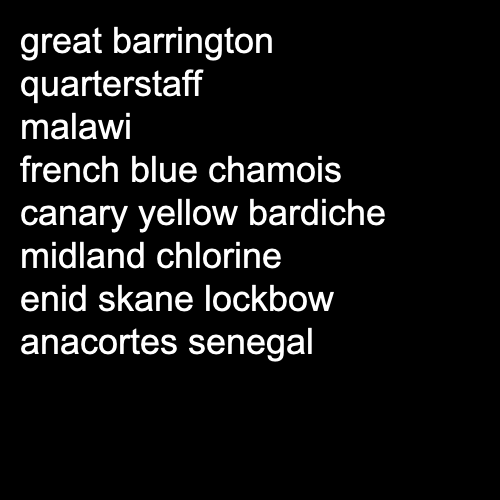 great barrington
quarterstaff
malawi
french blue chamois
canary yellow bardiche
midland chlorine
enid skane lockbow
anacortes senegal